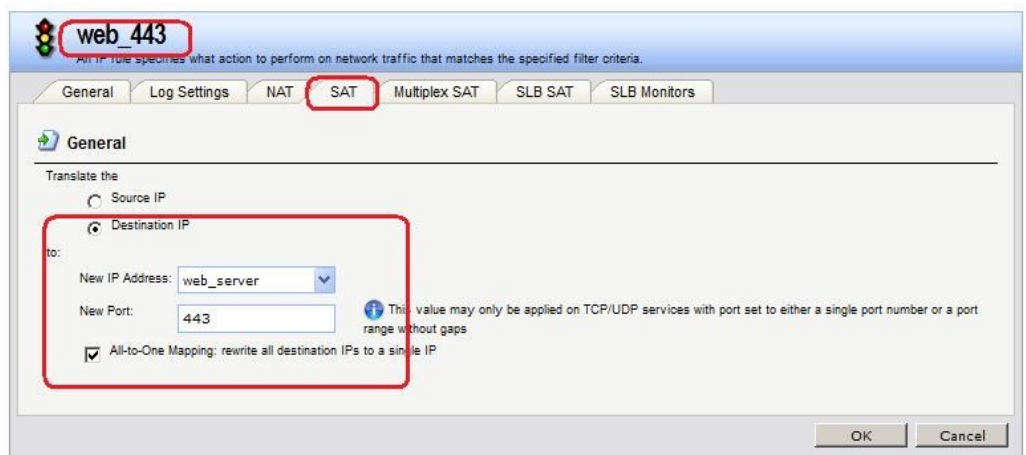 web_443
An IP rule specifies what action to perform on network traffic that matches the specified filter criteria.
General Log Settings NAT SAT Multiplex SAT SLB SAT SLB Monitors
General
Translate the
Source IP
Destination IP
to:
New IP Address: web_server
New Port: 443
This value may only be applied on TCP/UDP services with port set to either a single port number or a port
range without gaps
All-to-One Mapping: rewrite all destination IPs to a single IP
OK Cancel